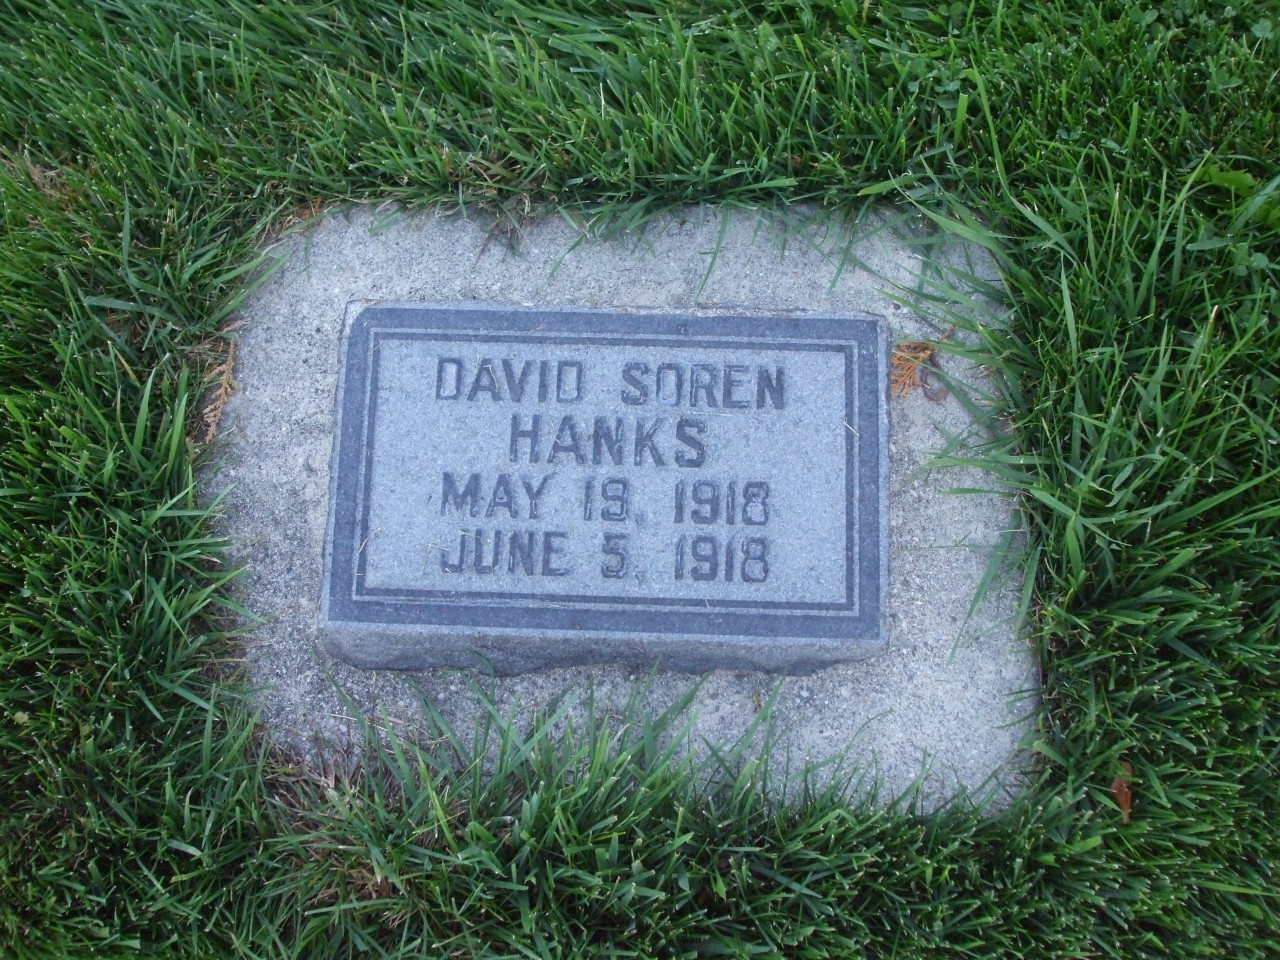 DAVID SOREN
HANKS
MAY 19, 1918
JUNE 5, 1918